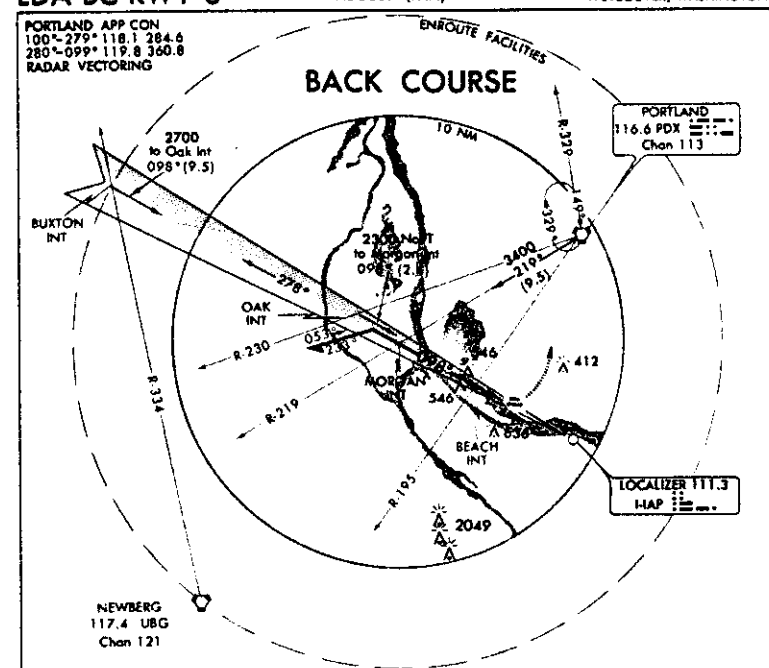 PORTLAND APP CON
100°-279° 118.1 284.6
280°-099° 119.8 360.8
RADAR VECTORING
ENROUTE FACILITIES
BACK COURSE
10 NM
2700
to Oak Int
098° (9.5)
BUXTON
INT
R-329
PORTLAND
116.6 PDX
Chan 113
149°
329°
3400
219°
(9.5)
278°
OAK
INT
053°
R-230
R-219
R-334
R-195
MORGAN
INT
546
412
BEACH
INT
LOCALIZER 111.3
I-IAP
2049
NEWBERG
117.4 UBG
Chan 121